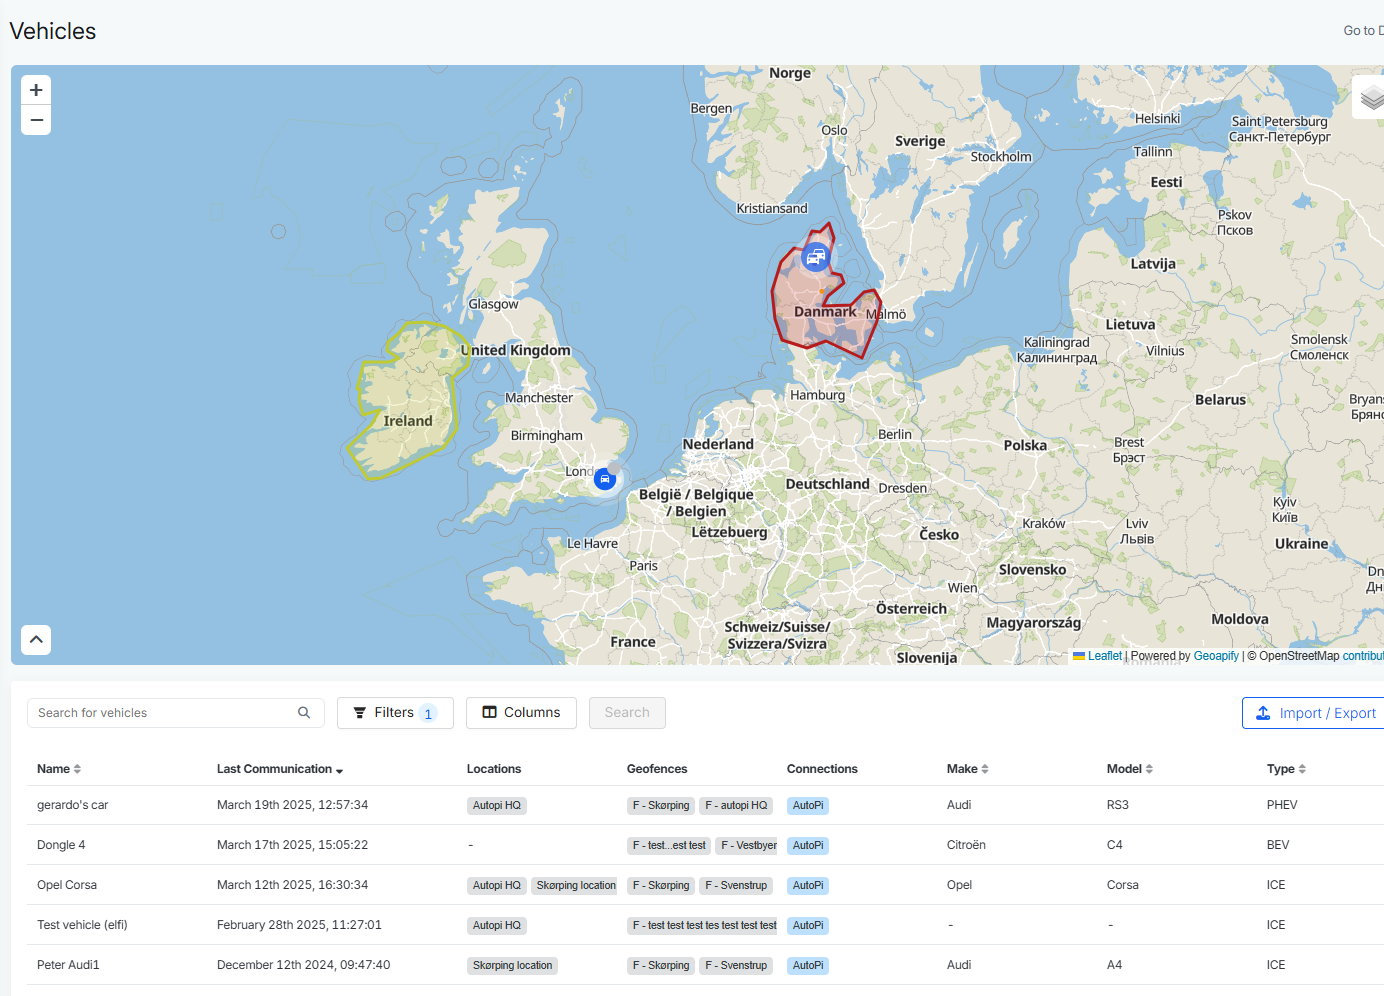 Vehicles
Go to D
+
−
Norge
Bergen
Oslo
Sverige
Stockholm
Helsinki
Saint Petersburg
Санкт-Петербург
Tallinn
Eesti
Kristiansand
Pskov
Псков
Latvija
Glasgow
Danmark
Malmö
Lietuva
United Kingdom
Kaliningrad
Калининград
Vilnius
Smolensk
Смоленск
Manchester
Hamburg
Belarus
Bryans
Брянс
Ireland
Birmingham
Nederland
Berlin
Polska
Brest
Брэст
Lond
België / Belgique
/ Belgien
Deutschland
Dresden
Lëtzebuerg
Kraków
Lviv
Львів
Kyiv
Київ
Le Havre
Česko
Ukraine
Paris
Slovensko
Dn
Дн
Wien
Österreich
Magyarország
Moldova
France
Schweiz/Suisse/
Svizzera/Svizra
Slovenija
Leaflet | Powered by Geoapify | © OpenStreetMap contribut
Search for vehicles
Filters 1
Columns
Search
Import / Export
Name Last Communication Locations Geofences Connections Make Model Type
gerardo's car March 19th 2025, 12:57:34 Autopi HQ F - Skørping F - autopi HQ AutoPi Audi RS3 PHEV
Dongle 4 March 17th 2025, 15:05:22 - F - test...est test F - Vestbyer AutoPi Citroën C4 BEV
Opel Corsa March 12th 2025, 16:30:34 Autopi HQ Skørping location F - Skørping F - Svenstrup AutoPi Opel Corsa ICE
Test vehicle (elfi) February 28th 2025, 11:27:01 Autopi HQ F - test test test tes test test test AutoPi - - ICE
Peter Audi1 December 12th 2024, 09:47:40 Skørping location F - Skørping F - Svenstrup AutoPi Audi A4 ICE